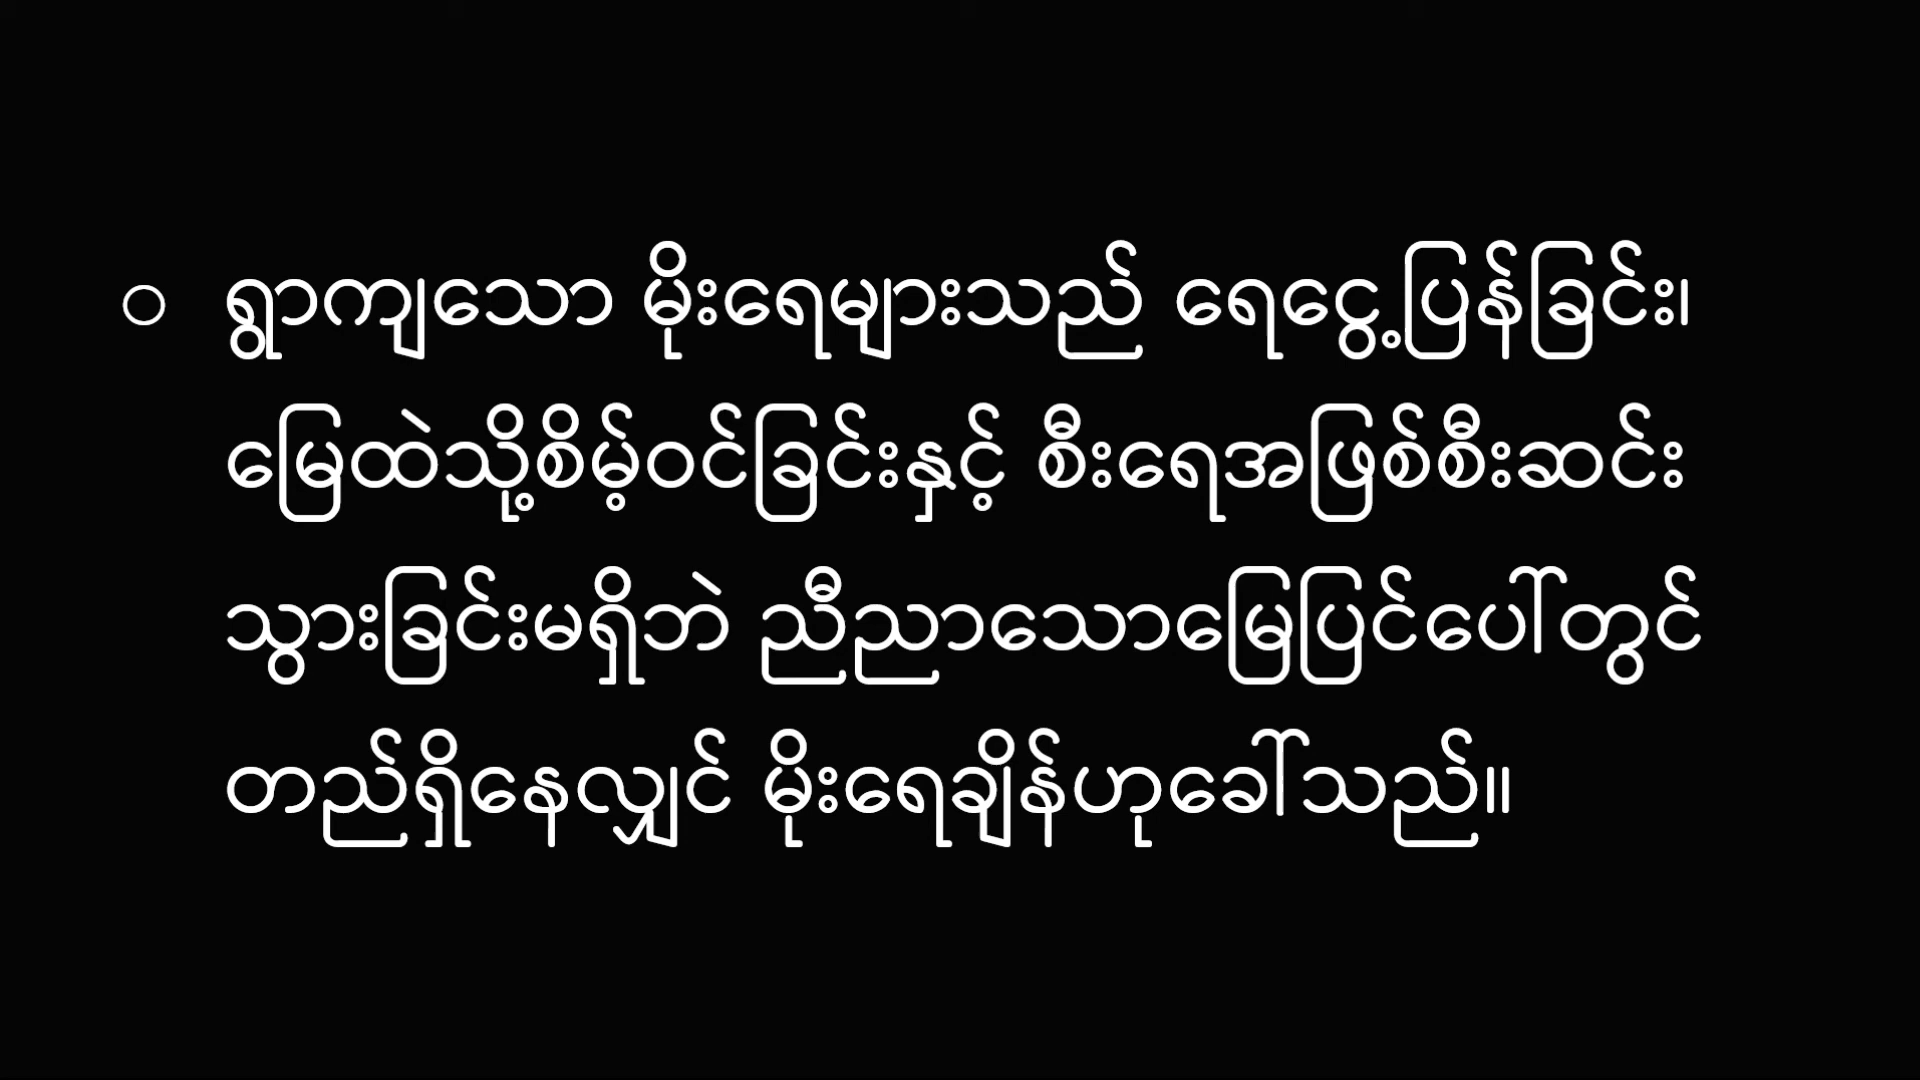 ○ ရွာကျသော မိုးရေများသည် ရေငွေ့ပြန်ခြင်း၊
မြေထဲသို့စိမ့်ဝင်ခြင်းနှင့် စီးရေအဖြစ်စီးဆင်း
သွားခြင်းမရှိဘဲ ညီညာသောမြေပြင်ပေါ်တွင်
တည်ရှိနေလျှင် မိုးရေချိန်ဟုခေါ်သည်။